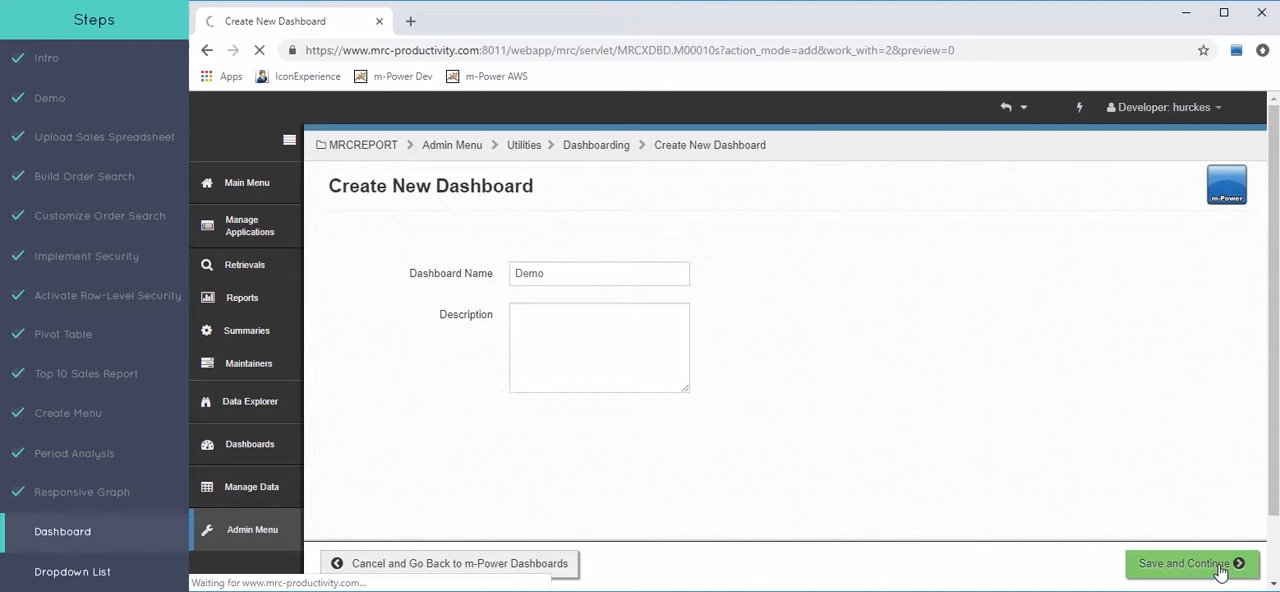 Steps
Intro
Demo
Upload Sales Spreadsheet
Build Order Search
Customize Order Search
Implement Security
Activate Row-Level Security
Pivot Table
Top 10 Sales Report
Create Menu
Period Analysis
Responsive Graph
Dashboard
Dropdown List
Create New Dashboard
https://www.mrc-productivity.com:8011/webapp/mrc/servlet/MRCXDBD.M00010s?action_mode=add&work_with=2&preview=0
Apps IconExperience m-Power Dev m-Power AWS
Developer: hurckes
MRCREPORT Admin Menu Utilities Dashboarding Create New Dashboard
Main Menu
Manage
Applications
Retrievals
Reports
Summaries
Maintainers
Data Explorer
Dashboards
Manage Data
Admin Menu
Create New Dashboard
m-Power
Dashboard Name Demo
Description
Cancel and Go Back to m-Power Dashboards
Save and Continue
Waiting for www.mrc-productivity.com...